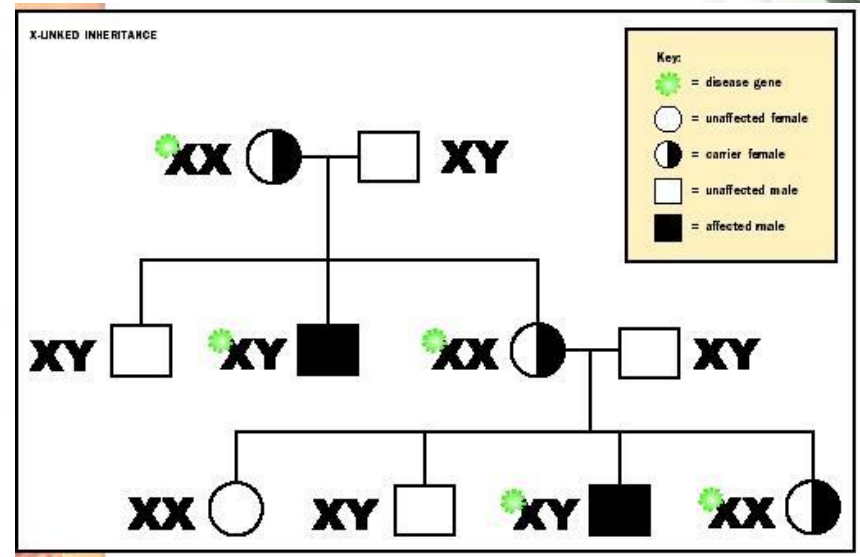 X-LINKED INHERITANCE
Key:
= disease gene
= unaffected female
= carrier female
= unaffected male
= affected male
XX XY
XY XY XX XY
XX XY XY XX